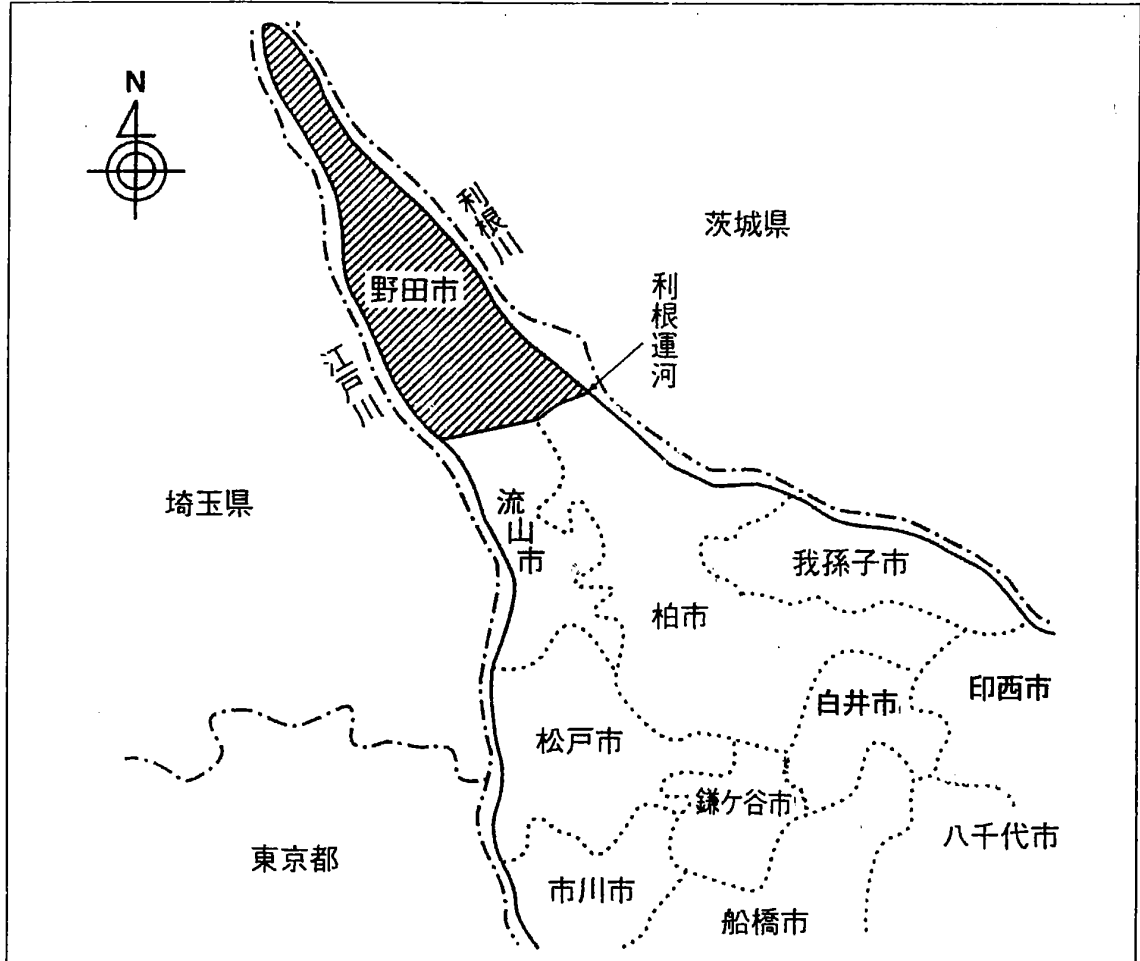 N
利根川
茨城県
野田市
利根運河
江戸川
埼玉県
流山市
我孫子市
柏市
白井市
印西市
松戸市
鎌ケ谷市
八千代市
東京都
市川市
船橋市